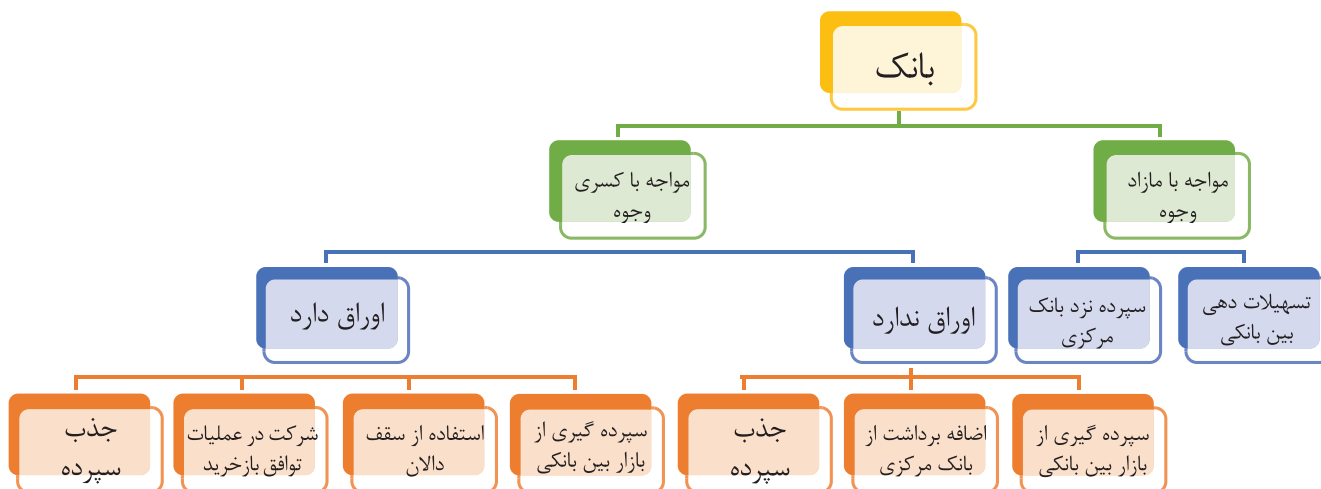 بانک
مواجه با مازاد
وجوه
مواجه با کسری
وجوه
تسهیلات دهی
بین بانکی
سپرده نزد بانک
مرکزی
اوراق ندارد
اوراق دارد
سپرده گیری از
بازار بین بانکی
اضافه برداشت از
بانک مرکزی
جذب
سپرده
سپرده گیری از
بازار بین بانکی
استفاده از سقف
دالان
شرکت در عملیات
توافق بازخرید
جذب
سپرده